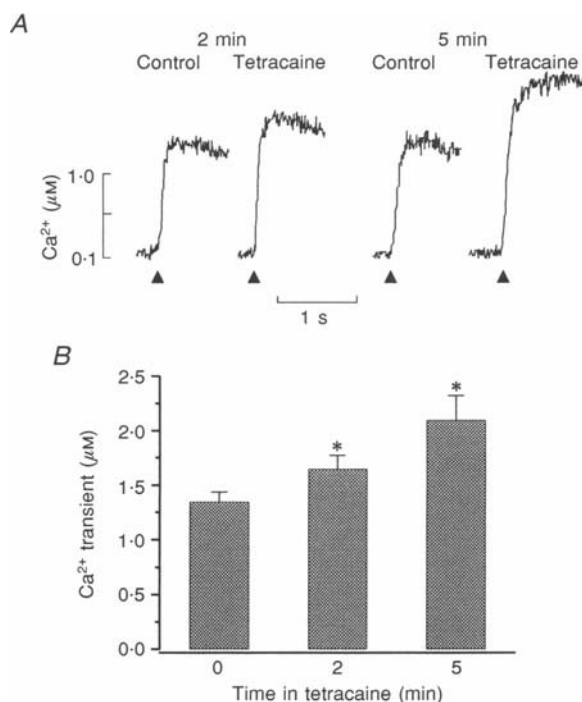 A
2 min 5 min
Control Tetracaine Control Tetracaine
1·0
Ca²⁺ (μM)
0·1
1 s
B
2·5
2·0
1·5
1·0
0·5
0·0
Ca²⁺ transient (μM)
* *
0 2 5
Time in tetracaine (min)